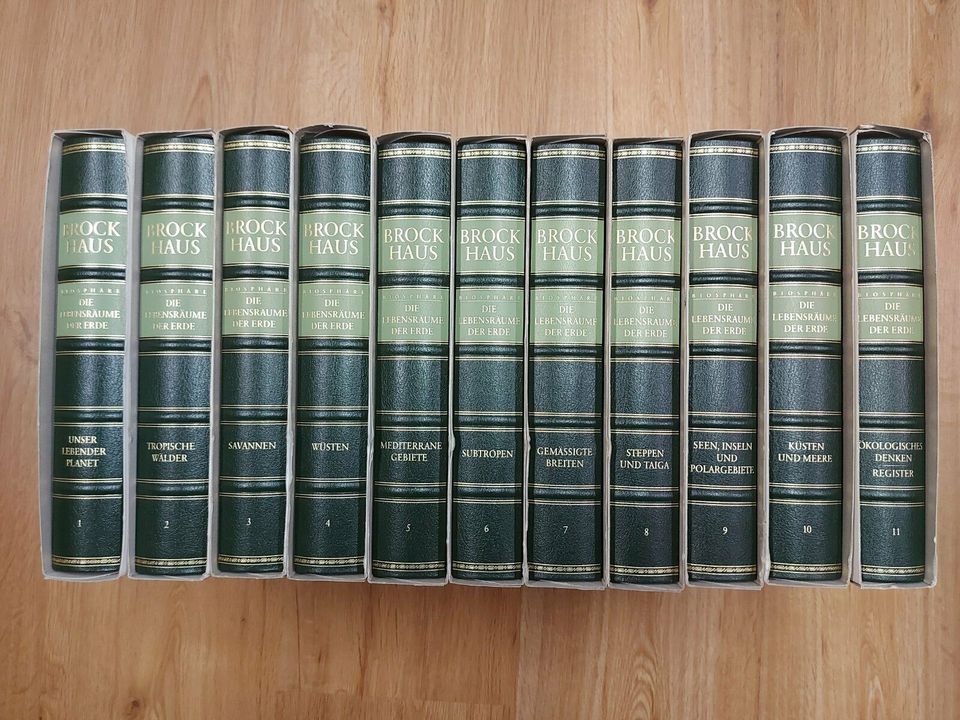 BROCK
HAUS
BIOSPHÄRE
DIE
LEBENSRÄUME
DER ERDE
UNSER
LEBENDER
PLANET
1
BROCK
HAUS
BIOSPHÄRE
DIE
LEBENSRÄUME
DER ERDE
TROPISCHE
WÄLDER
2
BROCK
HAUS
BIOSPHÄRE
DIE
LEBENSRÄUME
DER ERDE
SAVANNEN
3
BROCK
HAUS
BIOSPHÄRE
DIE
LEBENSRÄUME
DER ERDE
WÜSTEN
4
BROCK
HAUS
BIOSPHÄRE
DIE
LEBENSRÄUME
DER ERDE
MEDITERRANE
GEBIETE
5
BROCK
HAUS
BIOSPHÄRE
DIE
LEBENSRÄUME
DER ERDE
SUBTROPEN
6
BROCK
HAUS
BIOSPHÄRE
DIE
LEBENSRÄUME
DER ERDE
GEMÄSSIGTE
BREITEN
7
BROCK
HAUS
BIOSPHÄRE
DIE
LEBENSRÄUME
DER ERDE
STEPPEN
UND TAIGA
8
BROCK
HAUS
BIOSPHÄRE
DIE
LEBENSRÄUME
DER ERDE
SEEN, INSELN
UND
POLARGEBIETE
9
BROCK
HAUS
BIOSPHÄRE
DIE
LEBENSRÄUME
DER ERDE
KÜSTEN
UND MEERE
10
BROCK
HAUS
BIOSPHÄRE
DIE
LEBENSRÄUME
DER ERDE
ÖKOLOGISCHES
DENKEN
REGISTER
11